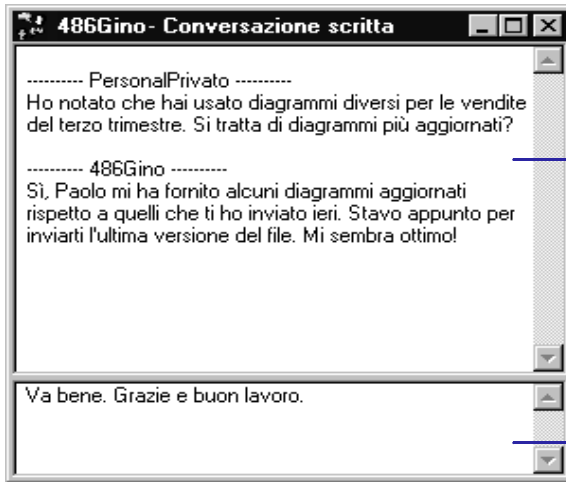 486Gino- Conversazione scritta
---------- PersonalPrivato ----------
Ho notato che hai usato diagrammi diversi per le vendite
del terzo trimestre. Si tratta di diagrammi più aggiornati?
---------- 486Gino ----------
Sì, Paolo mi ha fornito alcuni diagrammi aggiornati
rispetto a quelli che ti ho inviato ieri. Stavo appunto per
inviarti l'ultima versione del file. Mi sembra ottimo!
Va bene. Grazie e buon lavoro.